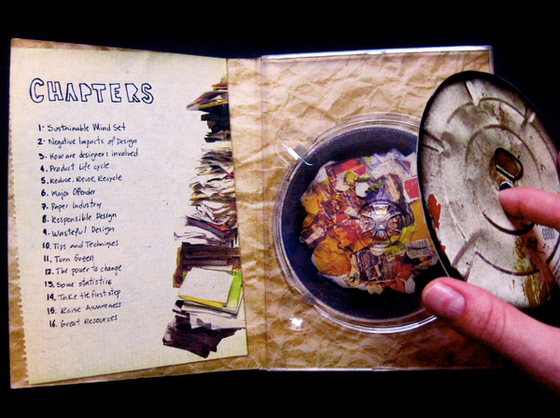 CHAPTERS
1. Sustainable Mind Set
2. Negative Impacts of Design
3. How are designers involved
4. Product Life cycle
5. Reduse, Reuse, Recycle
6. Major Offender
7. Paper Industry
8. Responsible Design
9. Wasteful Design
10. Tips and Techniques
11. Turn Green
12. The power to change
13. Some statistics
14. Take the first step
15. Raise Awareness
16. Great Resources